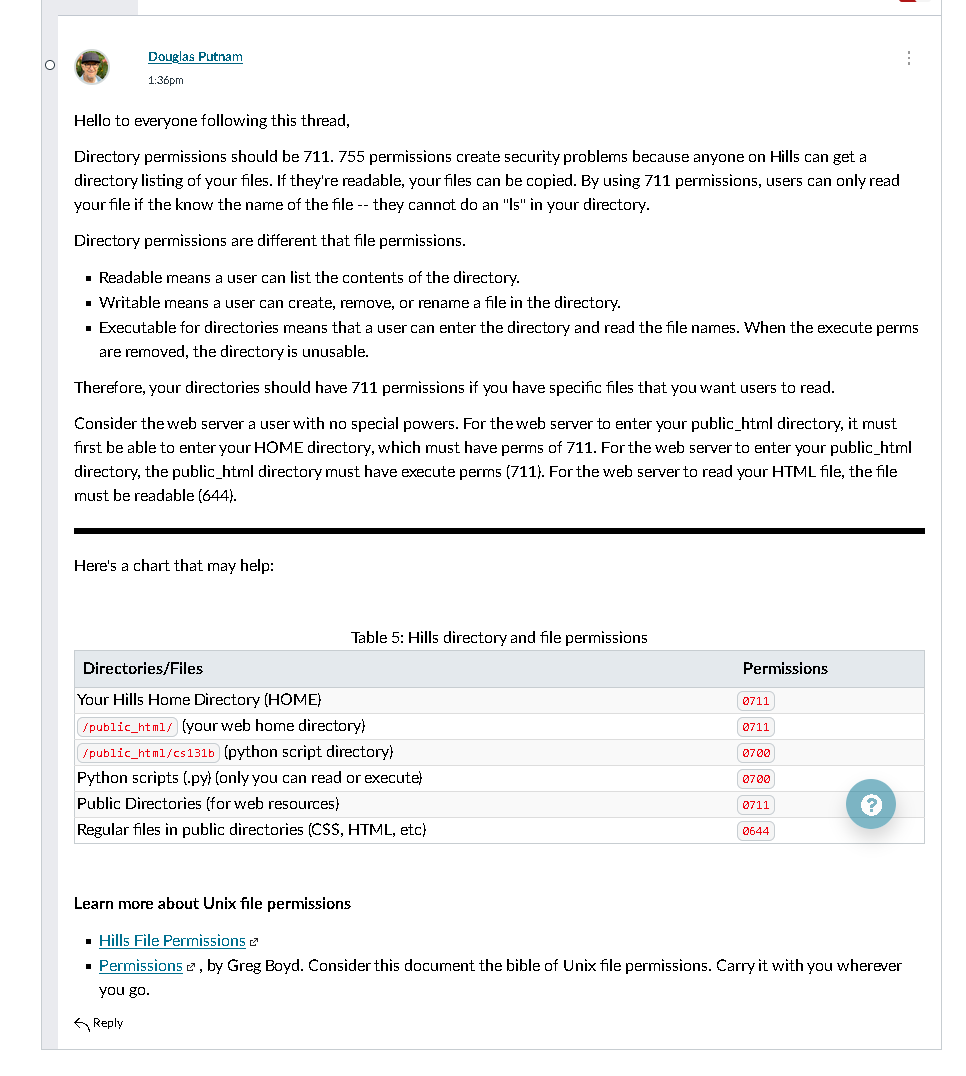 Douglas Putnam
1:36pm
Hello to everyone following this thread,
Directory permissions should be 711. 755 permissions create security problems because anyone on Hills can get a
directory listing of your files. If they're readable, your files can be copied. By using 711 permissions, users can only read
your file if the know the name of the file -- they cannot do an "ls" in your directory.
Directory permissions are different that file permissions.
▪ Readable means a user can list the contents of the directory.
▪ Writable means a user can create, remove, or rename a file in the directory.
▪ Executable for directories means that a user can enter the directory and read the file names. When the execute perms
are removed, the directory is unusable.
Therefore, your directories should have 711 permissions if you have specific files that you want users to read.
Consider the web server a user with no special powers. For the web server to enter your public_html directory, it must
first be able to enter your HOME directory, which must have perms of 711. For the web server to enter your public_html
directory, the public_html directory must have execute perms (711). For the web server to read your HTML file, the file
must be readable (644).
Here's a chart that may help:
Table 5: Hills directory and file permissions
Directories/Files Permissions
Your Hills Home Directory (HOME) 0711
/public_html/ (your web home directory) 0711
/public_html/cs131b (python script directory) 0700
Python scripts (.py) (only you can read or execute) 0700
Public Directories (for web resources) 0711
Regular files in public directories (CSS, HTML, etc) 0644
?
Learn more about Unix file permissions
▪ Hills File Permissions
▪ Permissions , by Greg Boyd. Consider this document the bible of Unix file permissions. Carry it with you wherever
you go.
Reply